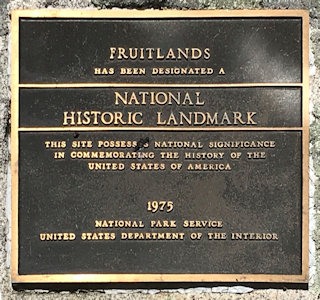 FRUITLANDS
HAS BEEN DESIGNATED A
NATIONAL
HISTORIC LANDMARK
THIS SITE POSSESSES NATIONAL SIGNIFICANCE
IN COMMEMORATING THE HISTORY OF THE
UNITED STATES OF AMERICA
1975
NATIONAL PARK SERVICE
UNITED STATES DEPARTMENT OF THE INTERIOR